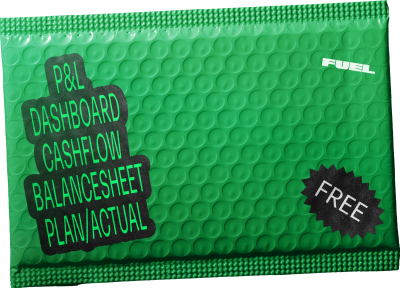 P&L
DASHBOARD
CASHFLOW
BALANCESHEET
PLAN/ACTUAL
FUEL
FREE